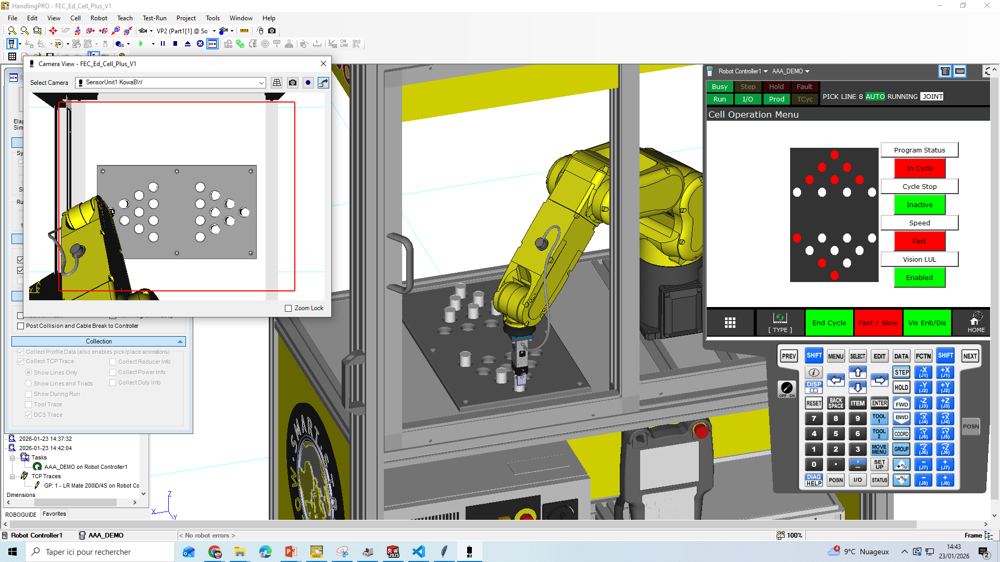 HandlingPRO - FEC_Ed_Cell_Plus_V1
File Edit View Cell Robot Teach Test-Run Project Tools Window Help
VP2 (Part1[1] @ So
ON LINE
Camera View - FEC_Ed_Cell_Plus_V1
Select Camera SensorUnit1 KowaBW
Zoom Lock
Post Collision and Cable Break to Controller
Collection
Collect Profile Data (also enables pick/place animations)
Collect TCP Trace Collect Reducer Info
Show Lines Only Collect Power Info
Show Lines and Triads Collect Duty Info
Show During Run
Tool Trace
DCS Trace
2026-01-23 14:37:32
2026-01-23 14:42:04
Tasks
AAA_DEMO on Robot Controller1
TCP Traces
GP: 1 - LR Mate 200iD/4S on Robot Co
Dimensions
ROBOGUIDE Favorites
Robot Controller1 AAA_DEMO < No robot errors > 100% Frame
Robot Controller1 AAA_DEMO
Busy Step Hold Fault
Run I/O Prod TCyc
PICK LINE 8 AUTO RUNNING JOINT
Cell Operation Menu
Program Status
In Cycle
Cycle Stop
Inactive
Speed
Fast
Vision LUL
Enabled
[ TYPE ] End Cycle Fast / Slow Vis Enb/Dis HOME
PREV SHIFT MENU SELECT EDIT DATA FCTN SHIFT NEXT
i STEP -X (J1) +X (J1)
DISP HOLD -Y (J2) +Y (J2)
OFF ON
RESET BACK SPACE ITEM ENTER FWD -Z (J3) +Z (J3)
7 8 9 TOOL 1 BWD -X (J4) +X (J4)
POSN
4 5 6 TOOL 2 COORD -Y (J5) +Y (J5)
1 2 3 MOVE MENU GROUP -Z (J6) +Z (J6)
0 . , - SET UP +% - (J7) + (J7)
DIAG HELP POSN I/O STATUS -% - (J8) + (J8)
Taper ici pour rechercher
9°C Nuageux
14:43
23/01/2026